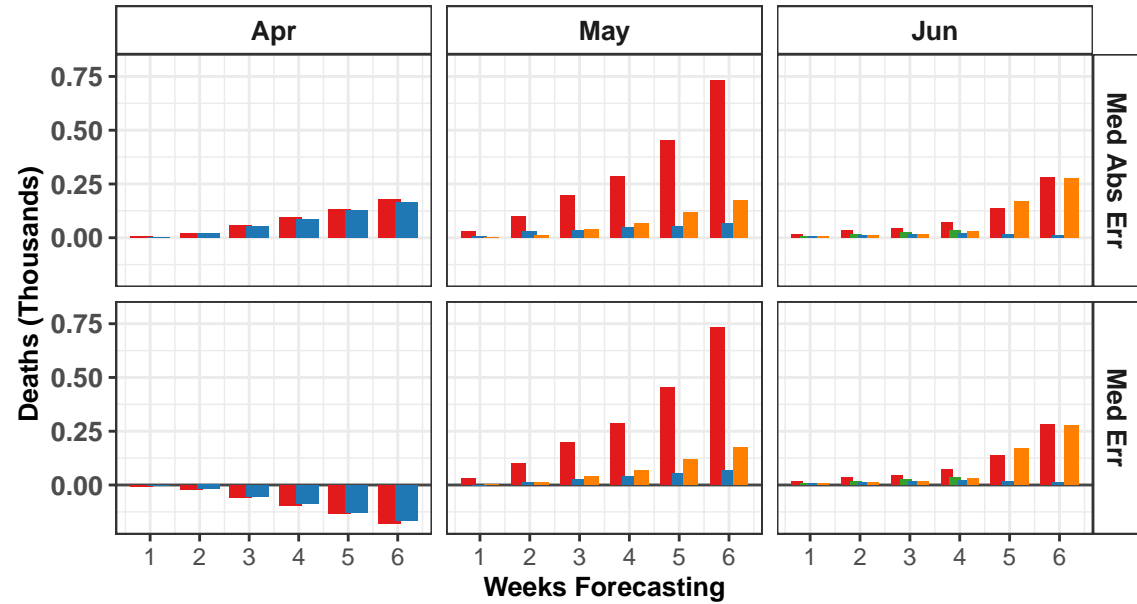 Apr
May
Jun
Deaths (Thousands)
0.75
0.50
0.25
0.00
Med Abs Err
0.75
0.50
0.25
0.00
Med Err
1 2 3 4 5 6
1 2 3 4 5 6
1 2 3 4 5 6
Weeks Forecasting